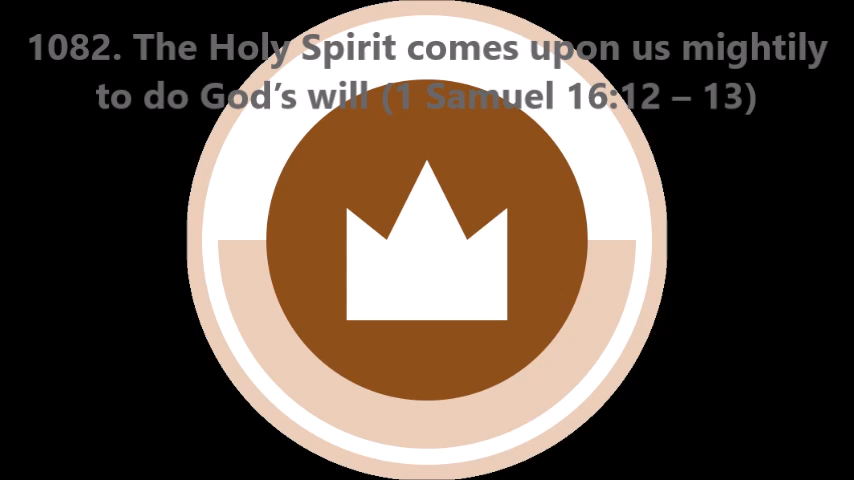 1082. The Holy Spirit comes upon us mightily
to do God’s will (1 Samuel 16:12 – 13)